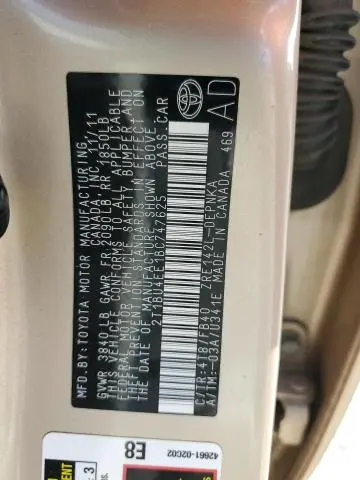 MFD.BY:TOYOTA MOTOR MANUFACTURING
CANADA, INC. 11/11
GVWR 3840 LB GAWR FR 2090LB RR 1850LB
THIS VEHICLE CONFORMS TO ALL APPLICABLE
FEDERAL MOTOR VEHICLE SAFETY, BUMPER, AND
THEFT PREVENTION STANDARDS IN EFFECT ON
THE DATE OF MANUFACTURE SHOWN ABOVE.
2T1BU4EE1BC747625 PASS.CAR
C/TR:4T8/FB40 ZRE142L-DEPNKA
A/TM:-03A/U341E MADE IN CANADA 469
AD
E8
42661-02C02
3